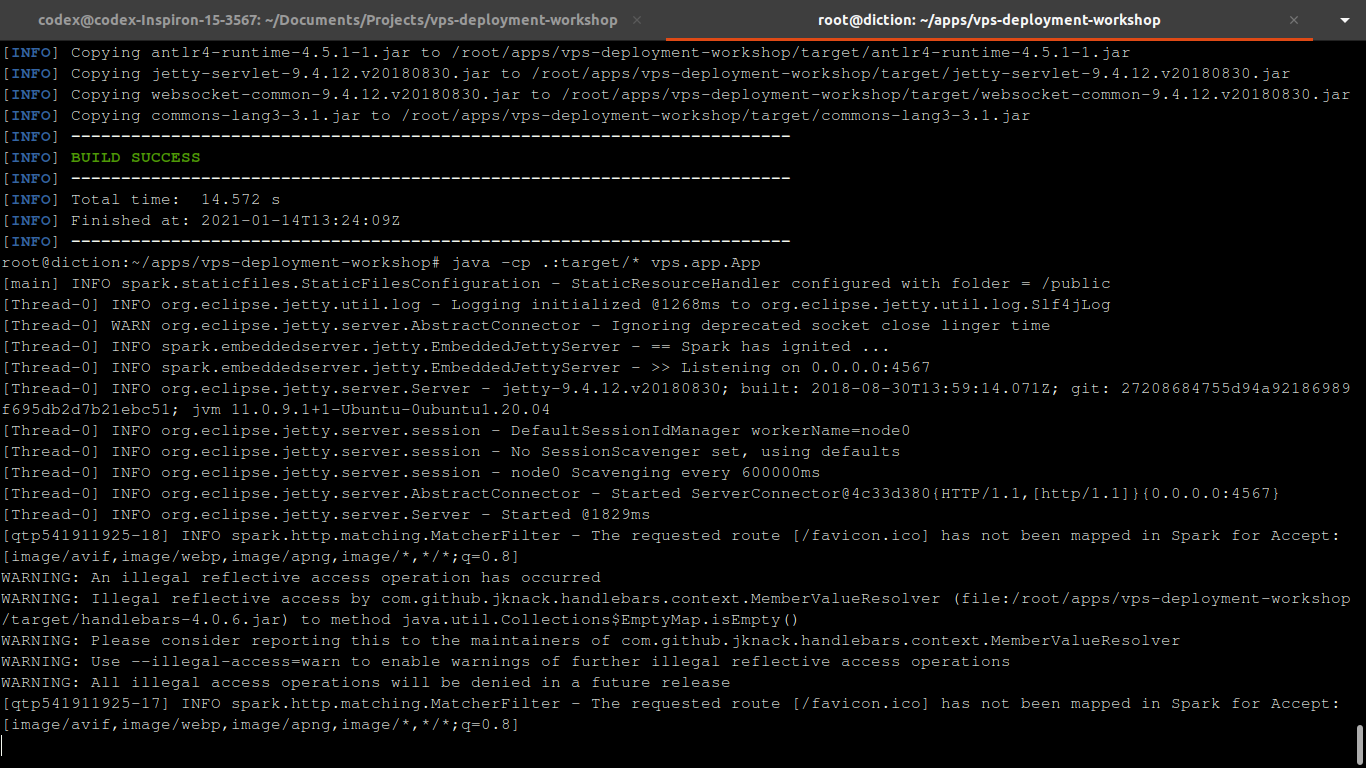 codex@codex-Inspiron-15-3567: ~/Documents/Projects/vps-deployment-workshop × root@diction: ~/apps/vps-deployment-workshop ×
[INFO] Copying antlr4-runtime-4.5.1-1.jar to /root/apps/vps-deployment-workshop/target/antlr4-runtime-4.5.1-1.jar
[INFO] Copying jetty-servlet-9.4.12.v20180830.jar to /root/apps/vps-deployment-workshop/target/jetty-servlet-9.4.12.v20180830.jar
[INFO] Copying websocket-common-9.4.12.v20180830.jar to /root/apps/vps-deployment-workshop/target/websocket-common-9.4.12.v20180830.jar
[INFO] Copying commons-lang3-3.1.jar to /root/apps/vps-deployment-workshop/target/commons-lang3-3.1.jar
[INFO] ------------------------------------------------------------------------
[INFO] BUILD SUCCESS
[INFO] ------------------------------------------------------------------------
[INFO] Total time:  14.572 s
[INFO] Finished at: 2021-01-14T13:24:09Z
[INFO] ------------------------------------------------------------------------
root@diction:~/apps/vps-deployment-workshop# java -cp .:target/* vps.app.App
[main] INFO spark.staticfiles.StaticFilesConfiguration - StaticResourceHandler configured with folder = /public
[Thread-0] INFO org.eclipse.jetty.util.log - Logging initialized @1268ms to org.eclipse.jetty.util.log.Slf4jLog
[Thread-0] WARN org.eclipse.jetty.server.AbstractConnector - Ignoring deprecated socket close linger time
[Thread-0] INFO spark.embeddedserver.jetty.EmbeddedJettyServer - == Spark has ignited ...
[Thread-0] INFO spark.embeddedserver.jetty.EmbeddedJettyServer - >> Listening on 0.0.0.0:4567
[Thread-0] INFO org.eclipse.jetty.server.Server - jetty-9.4.12.v20180830; built: 2018-08-30T13:59:14.071Z; git: 27208684755d94a92186989
f695db2d7b21ebc51; jvm 11.0.9.1+1-Ubuntu-0ubuntu1.20.04
[Thread-0] INFO org.eclipse.jetty.server.session - DefaultSessionIdManager workerName=node0
[Thread-0] INFO org.eclipse.jetty.server.session - No SessionScavenger set, using defaults
[Thread-0] INFO org.eclipse.jetty.server.session - node0 Scavenging every 600000ms
[Thread-0] INFO org.eclipse.jetty.server.AbstractConnector - Started ServerConnector@4c33d380{HTTP/1.1,[http/1.1]}{0.0.0.0:4567}
[Thread-0] INFO org.eclipse.jetty.server.Server - Started @1829ms
[qtp541911925-18] INFO spark.http.matching.MatcherFilter - The requested route [/favicon.ico] has not been mapped in Spark for Accept:
[image/avif,image/webp,image/apng,image/*,*/*;q=0.8]
WARNING: An illegal reflective access operation has occurred
WARNING: Illegal reflective access by com.github.jknack.handlebars.context.MemberValueResolver (file:/root/apps/vps-deployment-workshop
/target/handlebars-4.0.6.jar) to method java.util.Collections$EmptyMap.isEmpty()
WARNING: Please consider reporting this to the maintainers of com.github.jknack.handlebars.context.MemberValueResolver
WARNING: Use --illegal-access=warn to enable warnings of further illegal reflective access operations
WARNING: All illegal access operations will be denied in a future release
[qtp541911925-17] INFO spark.http.matching.MatcherFilter - The requested route [/favicon.ico] has not been mapped in Spark for Accept:
[image/avif,image/webp,image/apng,image/*,*/*;q=0.8]